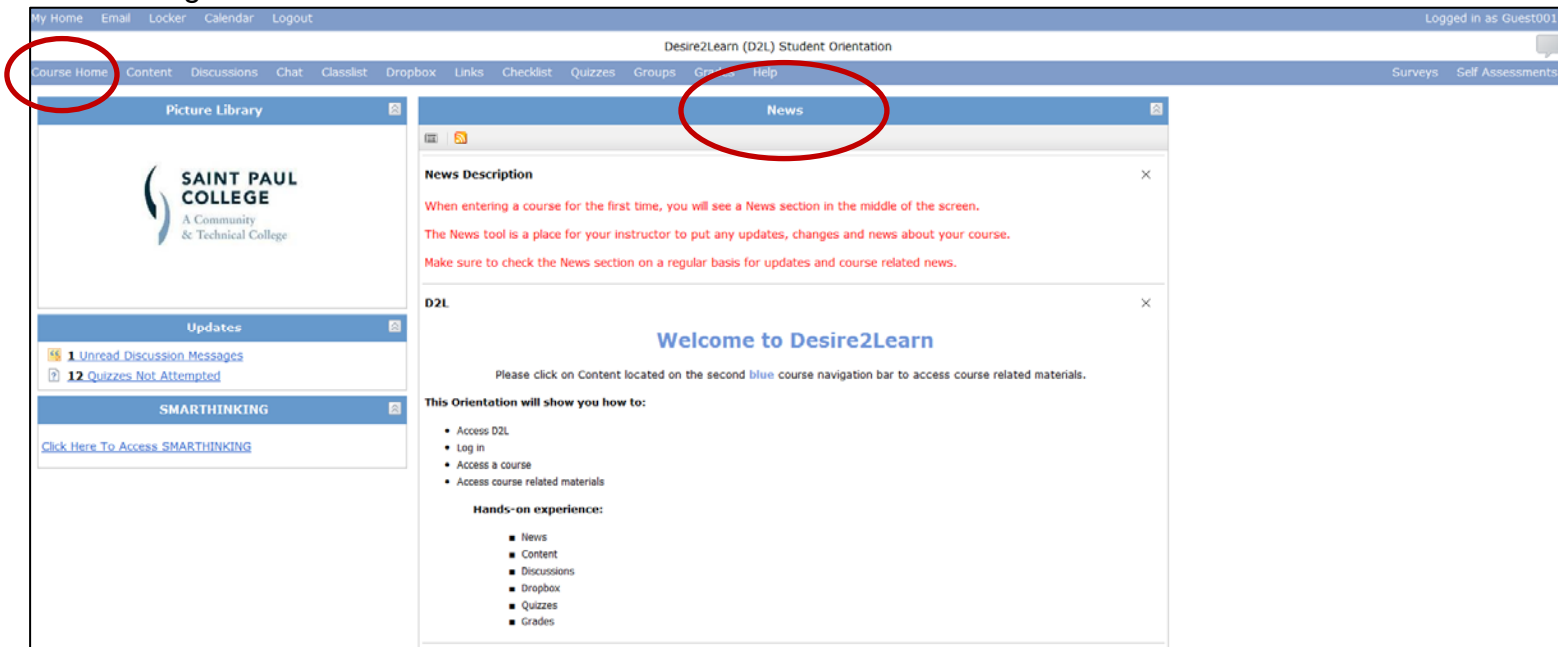 My Home Email Locker Calendar Logout Logged in as Guest001
Desire2Learn (D2L) Student Orientation
Course Home Content Discussions Chat Classlist Dropbox Links Checklist Quizzes Groups Grades Help Surveys Self Assessments
Picture Library
SAINT PAUL
COLLEGE
A Community
& Technical College
Updates
1 Unread Discussion Messages
12 Quizzes Not Attempted
SMARTHINKING
Click Here To Access SMARTHINKING
News
News Description
When entering a course for the first time, you will see a News section in the middle of the screen.
The News tool is a place for your instructor to put any updates, changes and news about your course.
Make sure to check the News section on a regular basis for updates and course related news.
D2L
Welcome to Desire2Learn
Please click on Content located on the second blue course navigation bar to access course related materials.
This Orientation will show you how to:
• Access D2L
• Log in
• Access a course
• Access course related materials
Hands-on experience:
▪ News
▪ Content
▪ Discussions
▪ Dropbox
▪ Quizzes
▪ Grades